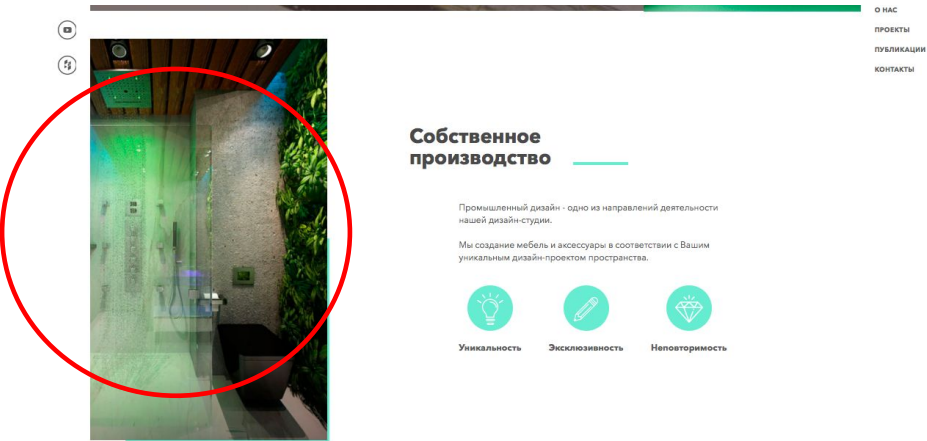 О НАС
ПРОЕКТЫ
ПУБЛИКАЦИИ
КОНТАКТЫ
Собственное
производство
Промышленный дизайн - одно из направлений деятельности
нашей дизайн-студии.
Мы создание мебель и аксессуары в соответствии с Вашим
уникальным дизайн-проектом пространства.
Уникальность
Эксклюзивность
Неповторимость